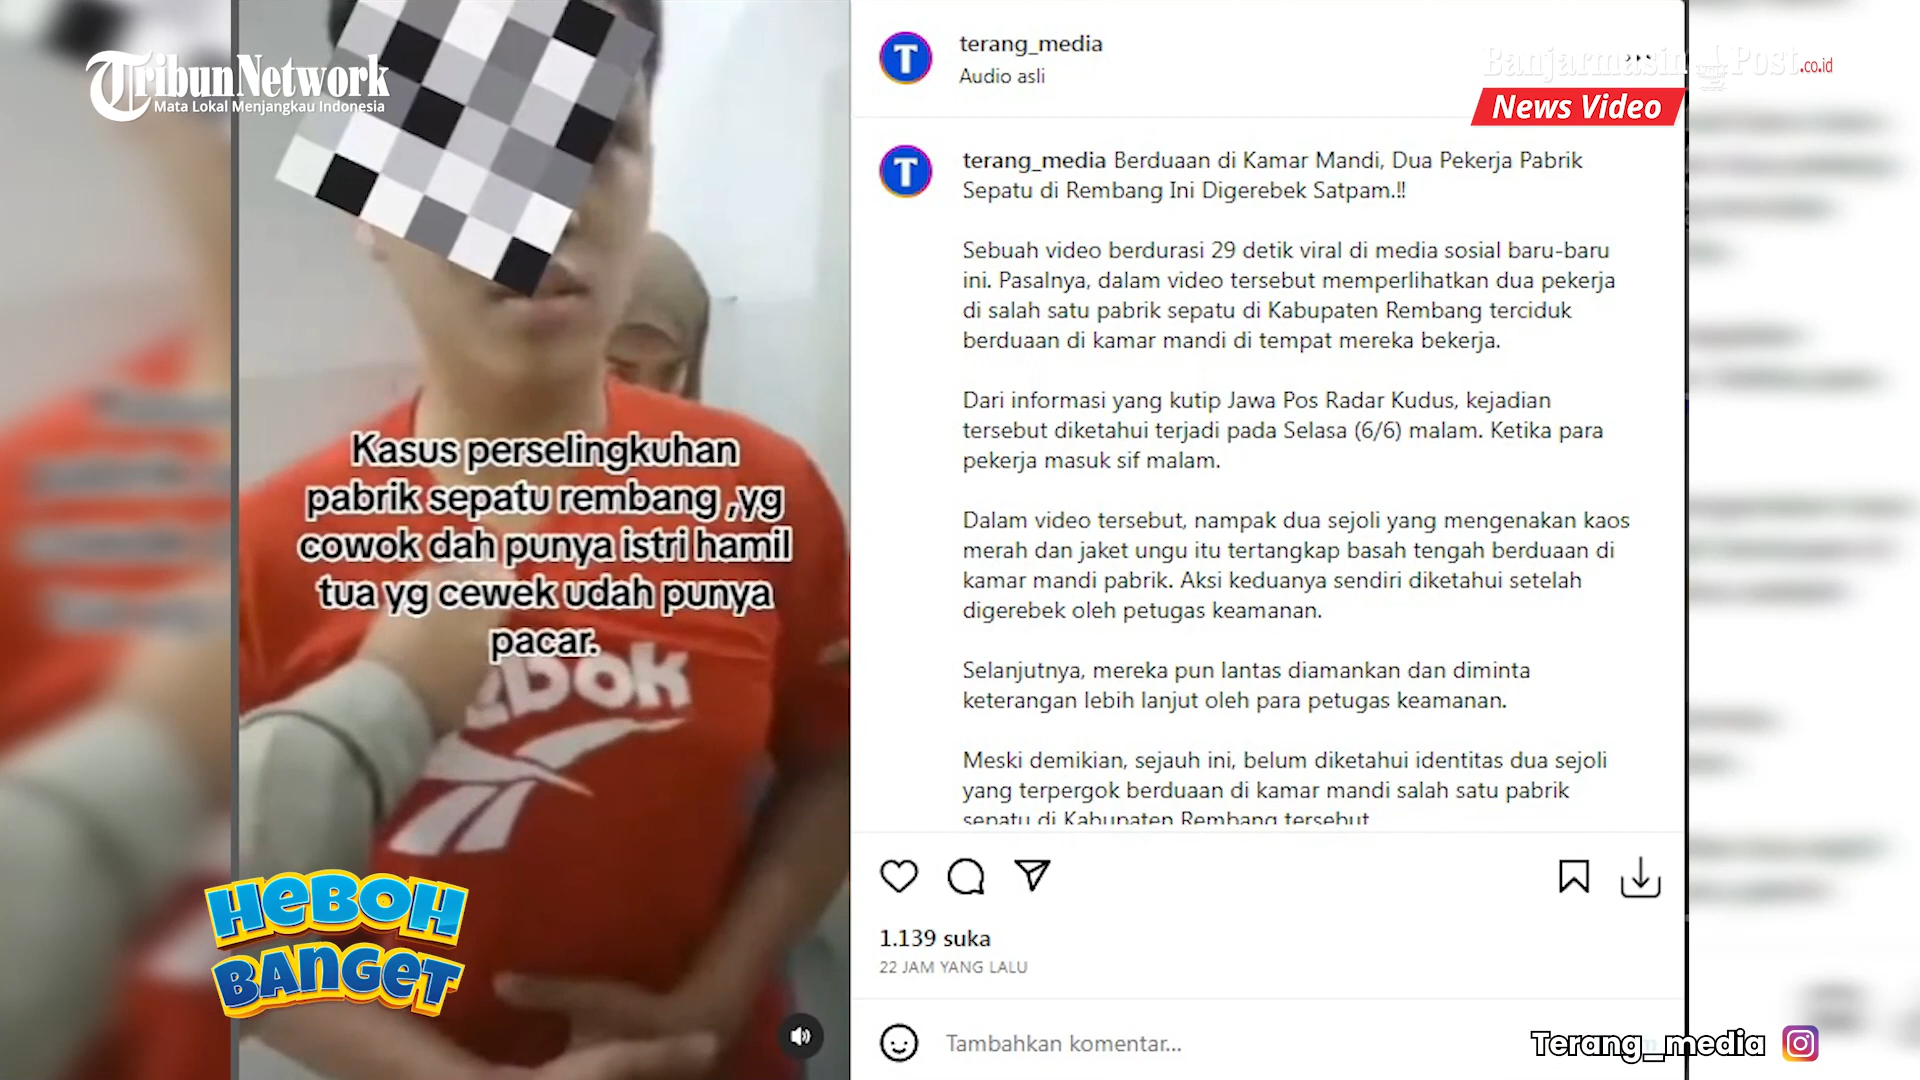 TribunNetwork
Mata Lokal Menjangkau Indonesia
Banjarmasin Post.co.id
News Video
terang_media
Audio asli
terang_media Berduaan di Kamar Mandi, Dua Pekerja Pabrik
Sepatu di Rembang Ini Digerebek Satpam.!!
Sebuah video berdurasi 29 detik viral di media sosial baru-baru
ini. Pasalnya, dalam video tersebut memperlihatkan dua pekerja
di salah satu pabrik sepatu di Kabupaten Rembang terciduk
berduaan di kamar mandi di tempat mereka bekerja.
Dari informasi yang kutip Jawa Pos Radar Kudus, kejadian
tersebut diketahui terjadi pada Selasa (6/6) malam. Ketika para
pekerja masuk sif malam.
Dalam video tersebut, nampak dua sejoli yang mengenakan kaos
merah dan jaket ungu itu tertangkap basah tengah berduaan di
kamar mandi pabrik. Aksi keduanya sendiri diketahui setelah
digerebek oleh petugas keamanan.
Selanjutnya, mereka pun lantas diamankan dan diminta
keterangan lebih lanjut oleh para petugas keamanan.
Meski demikian, sejauh ini, belum diketahui identitas dua sejoli
yang terpergok berduaan di kamar mandi salah satu pabrik
sepatu di Kabupaten Rembang tersebut
Kasus perselingkuhan
pabrik sepatu rembang ,yg
cowok dah punya istri hamil
tua yg cewek udah punya
pacar.
Reebok
HEBOH
BANGET
1.139 suka
22 JAM YANG LALU
Tambahkan komentar...
Terang_media